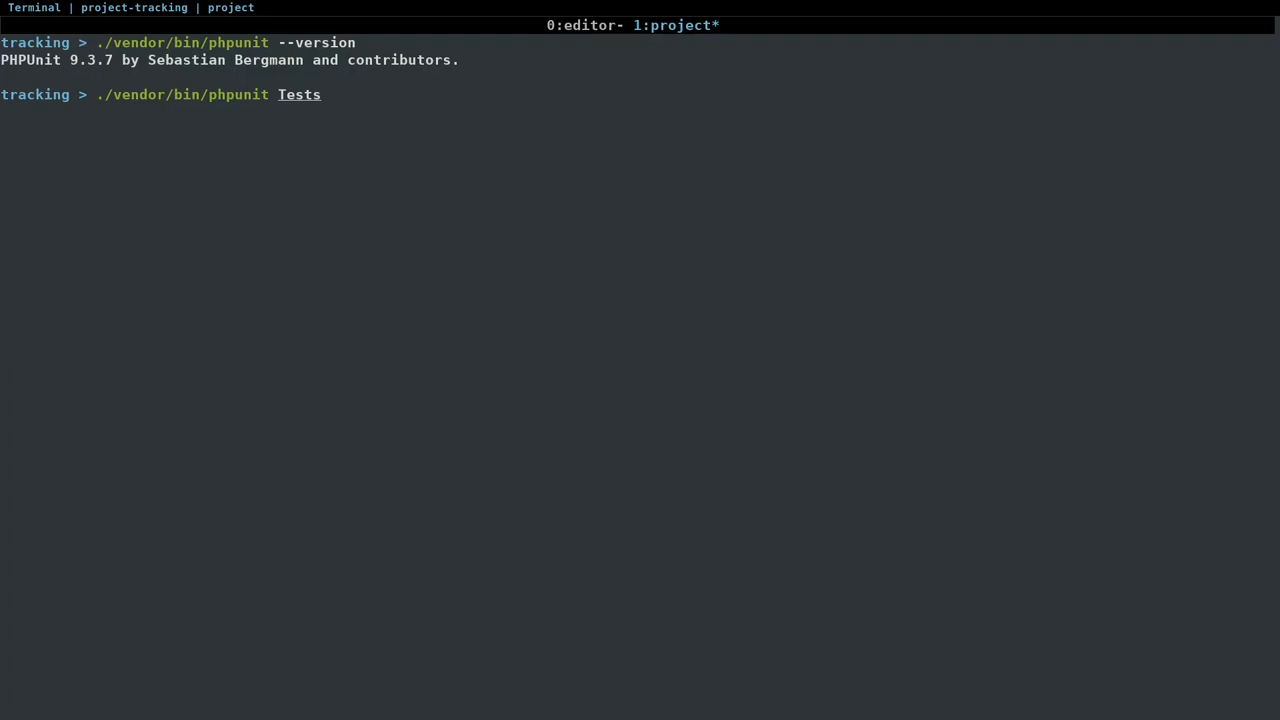 Terminal | project-tracking | project
0:editor- 1:project*
tracking > ./vendor/bin/phpunit --version
PHPUnit 9.3.7 by Sebastian Bergmann and contributors.
tracking > ./vendor/bin/phpunit Tests